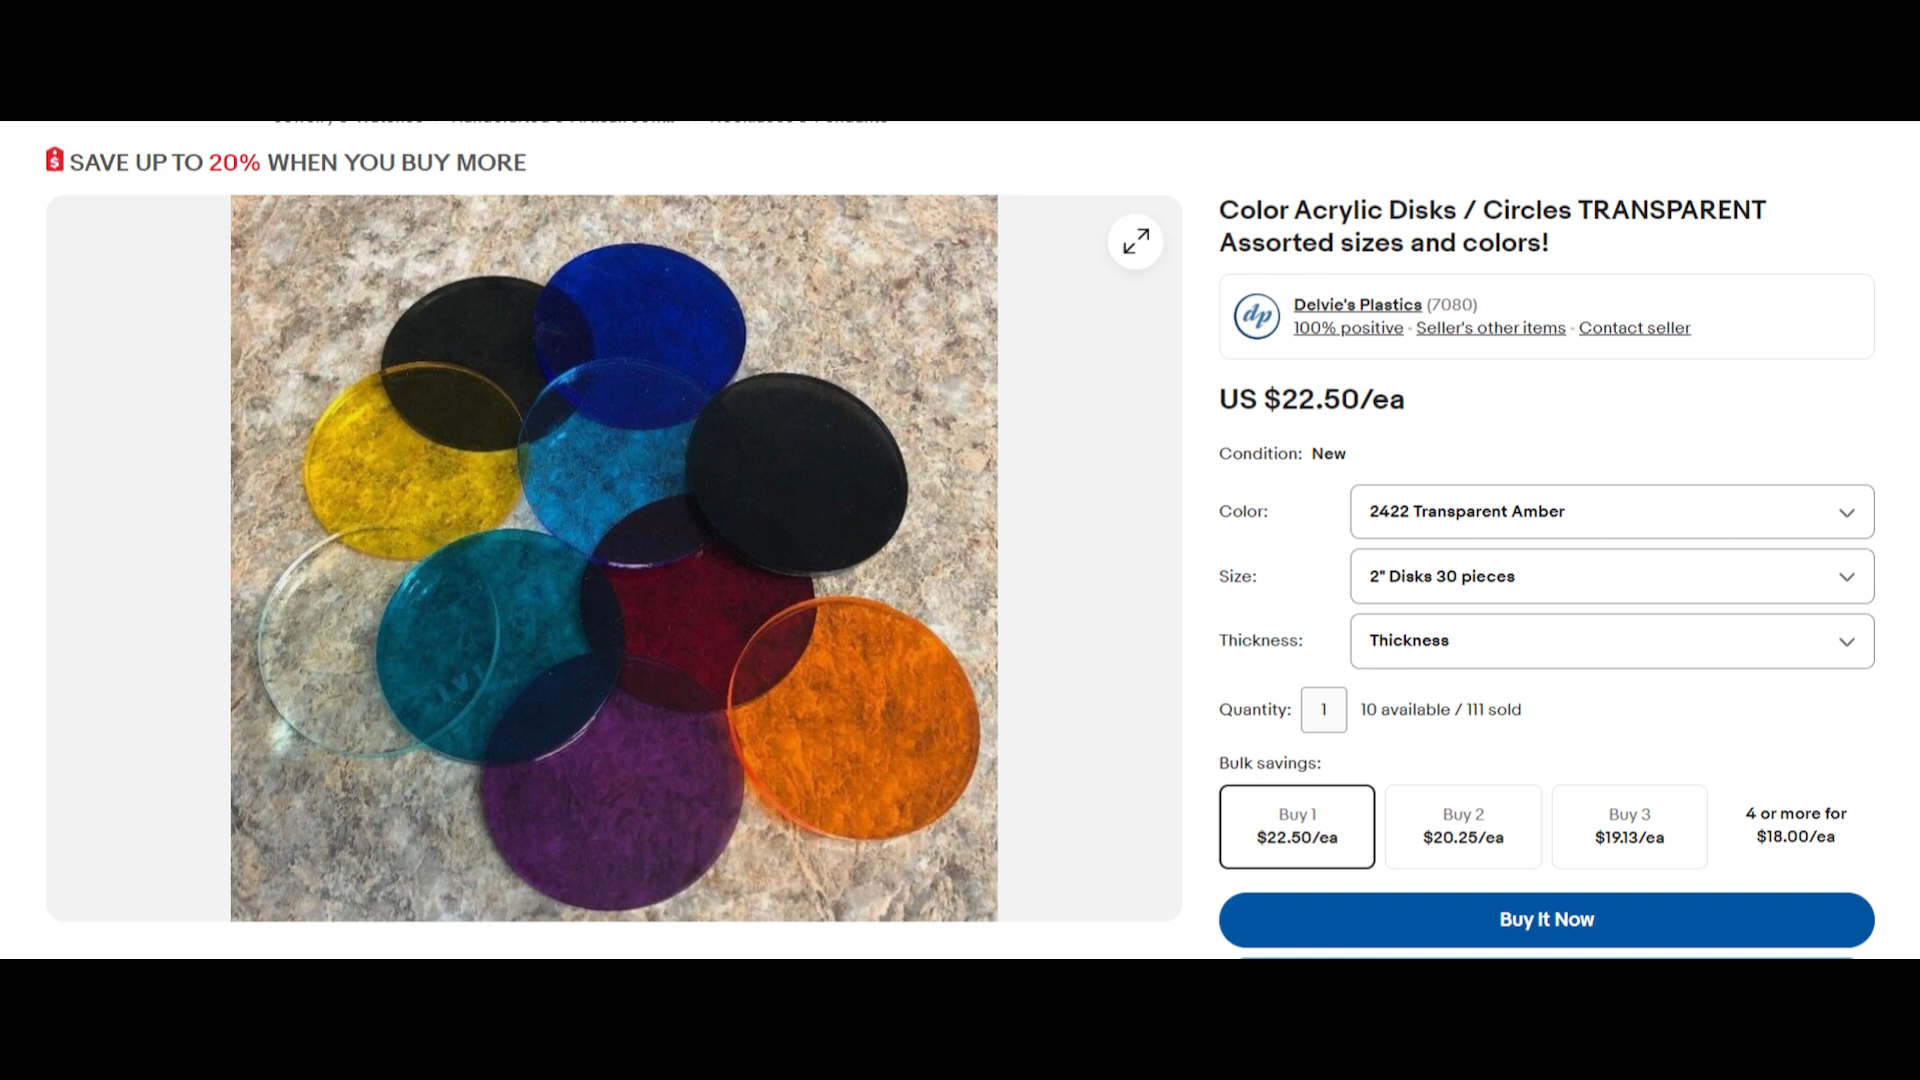 SAVE UP TO 20% WHEN YOU BUY MORE
Color Acrylic Disks / Circles TRANSPARENT
Assorted sizes and colors!
dp
Delvie's Plastics (7080)
100% positive · Seller's other items · Contact seller
US $22.50/ea
Condition: New
Color: 2422 Transparent Amber
Size: 2" Disks 30 pieces
Thickness: Thickness
Quantity: 1 10 available / 111 sold
Bulk savings:
Buy 1 Buy 2 Buy 3 4 or more for
$22.50/ea $20.25/ea $19.13/ea $18.00/ea
Buy It Now